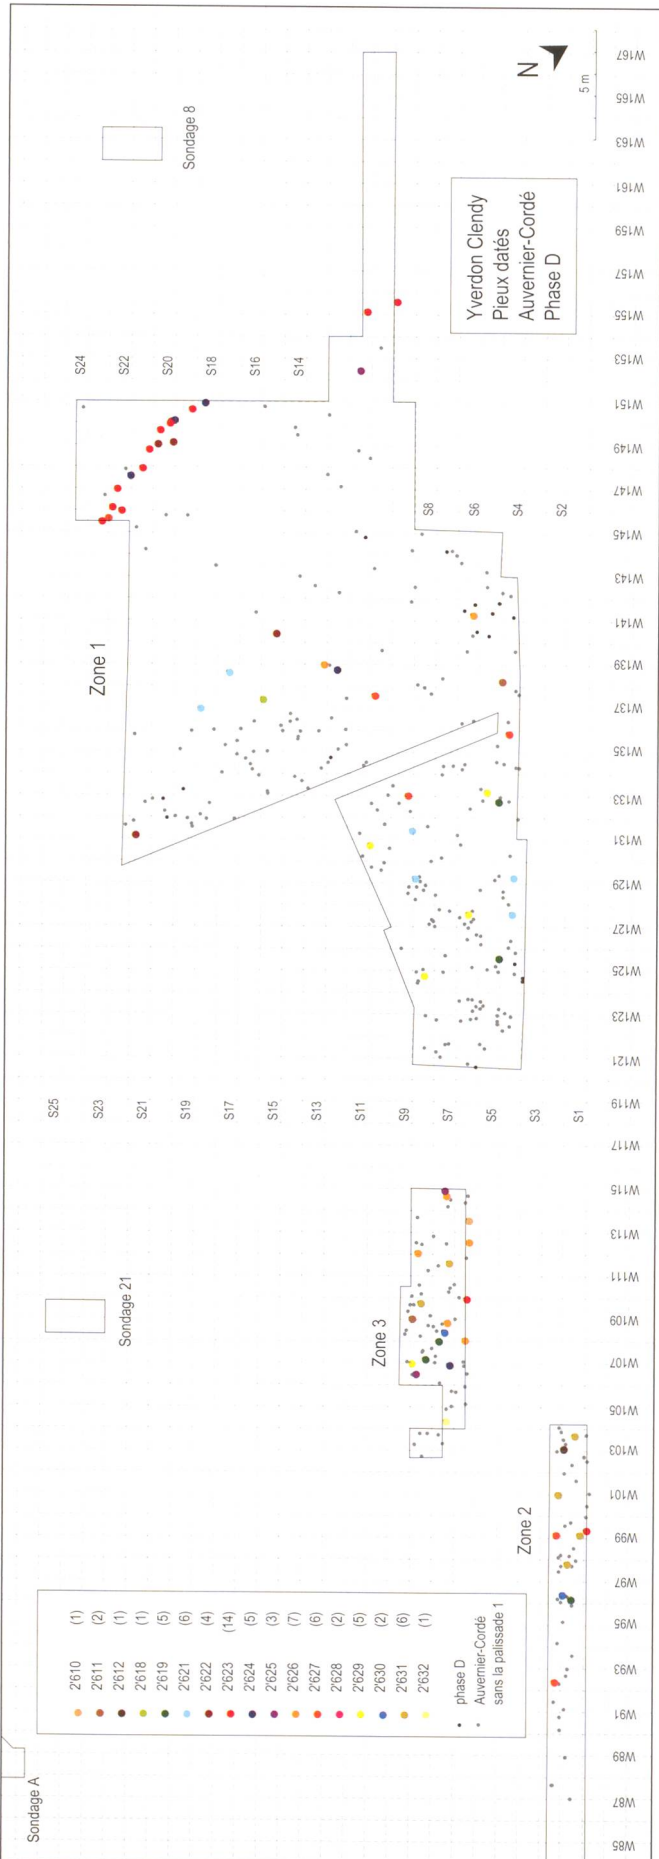 Yverdon Clendy
Pieux datés
Auvernier-Cordé
Phase D
N
5 m
Sondage 8
Zone 1
S24
S22
S20
S18
S16
S14
S8
S6
S4
S2
Sondage 21
Zone 3
S25
S23
S21
S19
S17
S15
S13
S11
S9
S7
S5
S3
S1
Zone 2
Sondage A
2'610 (1)
2'611 (2)
2'612 (1)
2'618 (1)
2'619 (5)
2'621 (6)
2'622 (4)
2'623 (14)
2'624 (5)
2'625 (3)
2'626 (7)
2'627 (6)
2'628 (2)
2'629 (5)
2'630 (2)
2'631 (6)
2'632 (1)
phase D
Auvernier-Cordé
sans la palissade 1
W167
W165
W163
W161
W159
W157
W155
W153
W151
W149
W147
W145
W143
W141
W139
W137
W135
W133
W131
W129
W127
W125
W123
W121
W119
W117
W115
W113
W111
W109
W107
W105
W103
W101
W99
W97
W95
W93
W91
W89
W87
W85